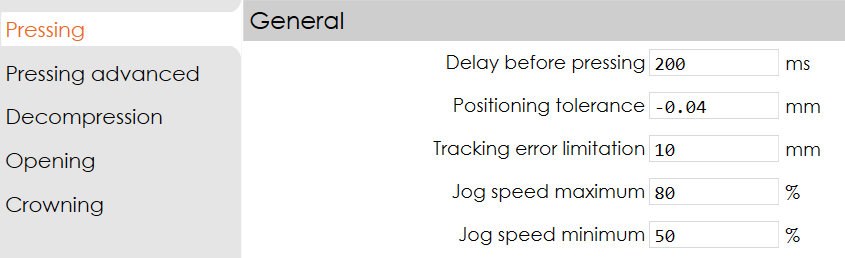 Pressing
Pressing advanced
Decompression
Opening
Crowning
General
Delay before pressing 200 ms
Positioning tolerance -0.04 mm
Tracking error limitation 10 mm
Jog speed maximum 80 %
Jog speed minimum 50 %